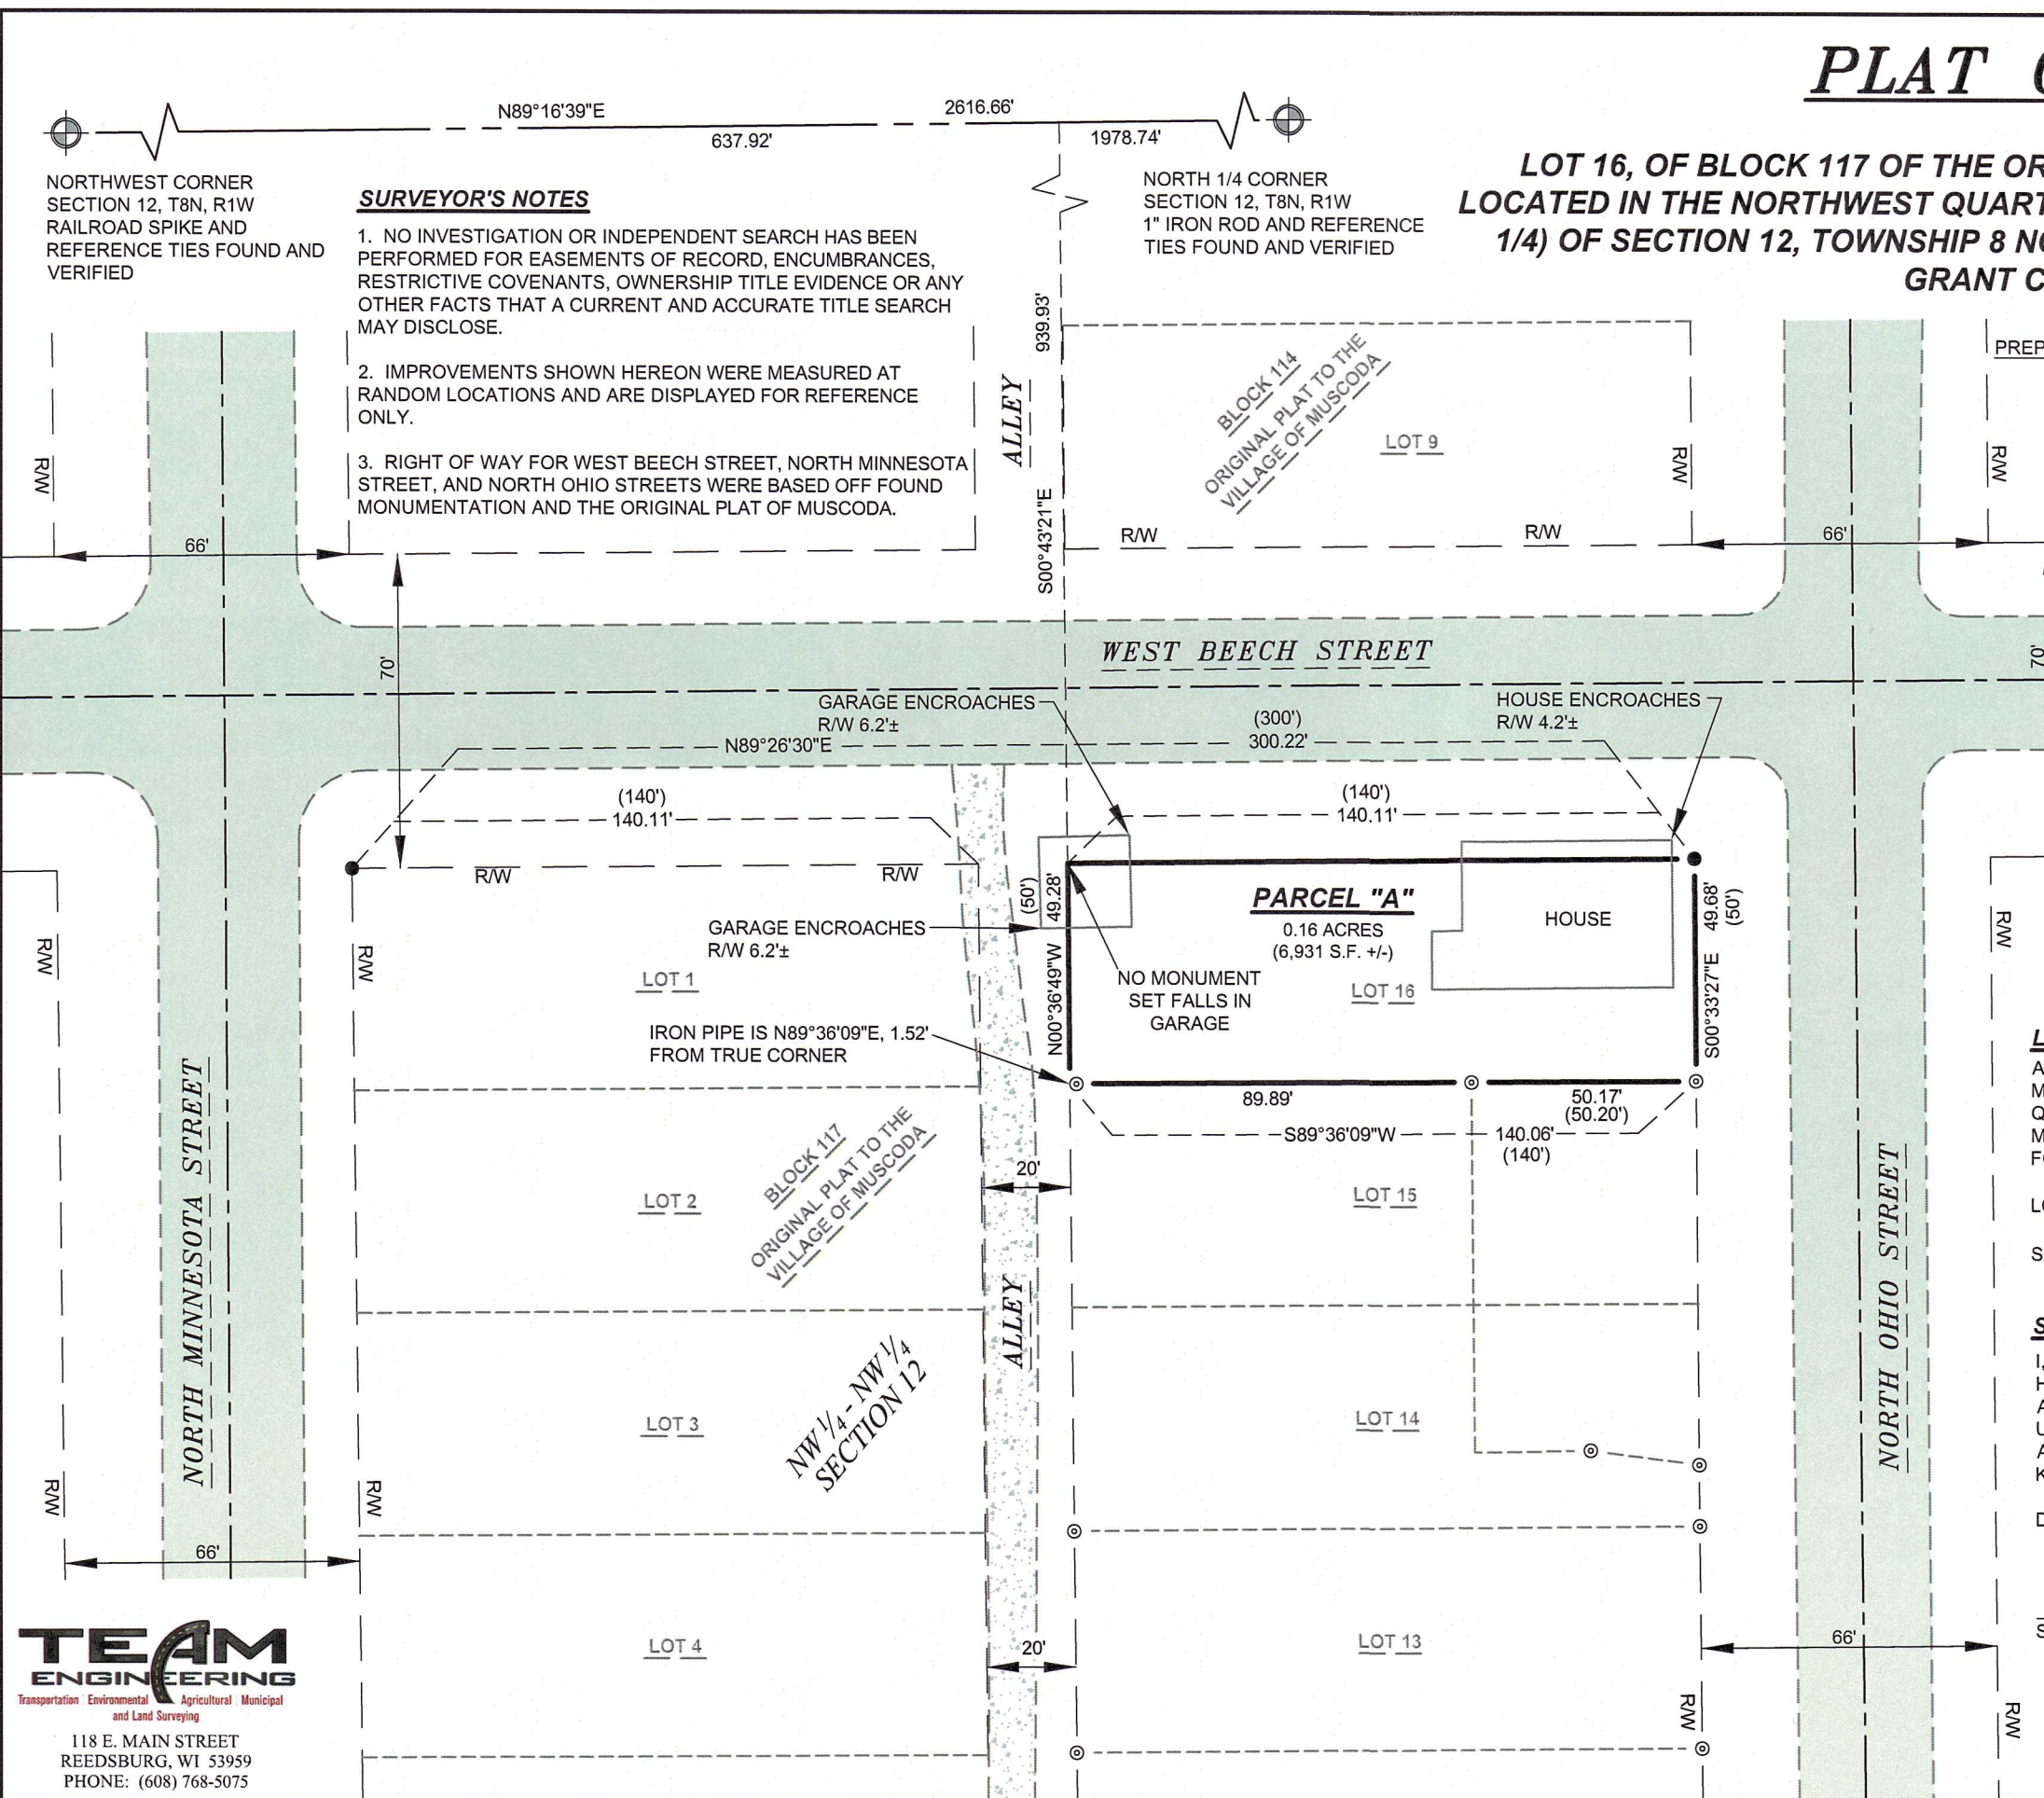 PLAT
LOT 16, OF BLOCK 117 OF THE OR
LOCATED IN THE NORTHWEST QUART
1/4) OF SECTION 12, TOWNSHIP 8 NO
GRANT C
PREP
N89°16'39"E
2616.66'
637.92'
1978.74'
NORTHWEST CORNER
SECTION 12, T8N, R1W
RAILROAD SPIKE AND
REFERENCE TIES FOUND AND
VERIFIED
NORTH 1/4 CORNER
SECTION 12, T8N, R1W
1" IRON ROD AND REFERENCE
TIES FOUND AND VERIFIED
SURVEYOR'S NOTES
1. NO INVESTIGATION OR INDEPENDENT SEARCH HAS BEEN
PERFORMED FOR EASEMENTS OF RECORD, ENCUMBRANCES,
RESTRICTIVE COVENANTS, OWNERSHIP TITLE EVIDENCE OR ANY
OTHER FACTS THAT A CURRENT AND ACCURATE TITLE SEARCH
MAY DISCLOSE.
2. IMPROVEMENTS SHOWN HEREON WERE MEASURED AT
RANDOM LOCATIONS AND ARE DISPLAYED FOR REFERENCE
ONLY.
3. RIGHT OF WAY FOR WEST BEECH STREET, NORTH MINNESOTA
STREET, AND NORTH OHIO STREETS WERE BASED OFF FOUND
MONUMENTATION AND THE ORIGINAL PLAT OF MUSCODA.
939.93'
ALLEY
S00°43'21"E
BLOCK 114
ORIGINAL PLAT TO THE
VILLAGE OF MUSCODA
LOT 9
R/W
R/W
R/W
R/W
R/W
66'
66'
70'
70'
WEST BEECH STREET
GARAGE ENCROACHES
R/W 6.2'±
HOUSE ENCROACHES
R/W 4.2'±
N89°26'30"E
(300')
300.22'
(140')
140.11'
(140')
140.11'
R/W
R/W
(50')
49.28'
PARCEL "A"
0.16 ACRES
(6,931 S.F. +/-)
HOUSE
49.68'
(50')
GARAGE ENCROACHES
R/W 6.2'±
R/W
R/W
R/W
LOT 1
NO MONUMENT
SET FALLS IN
GARAGE
LOT 16
N00°36'49"W
S00°33'27"E
IRON PIPE IS N89°36'09"E, 1.52'
FROM TRUE CORNER
89.89'
50.17'
(50.20')
S89°36'09"W
140.06'
(140')
BLOCK 117
ORIGINAL PLAT TO THE
VILLAGE OF MUSCODA
20'
LOT 2
LOT 15
NORTH MINNESOTA STREET
NORTH OHIO STREET
ALLEY
NW 1/4 - NW 1/4
SECTION 12
LOT 3
LOT 14
R/W
R/W
66'
LOT 4
20'
LOT 13
66'
R/W
R/W
TEAM
ENGINEERING
Transportation Environmental Agricultural Municipal
and Land Surveying
118 E. MAIN STREET
REEDSBURG, WI 53959
PHONE: (608) 768-5075
L
A
M
Q
M
F
L
S
S
I,
H
A
U
A
K
D
S